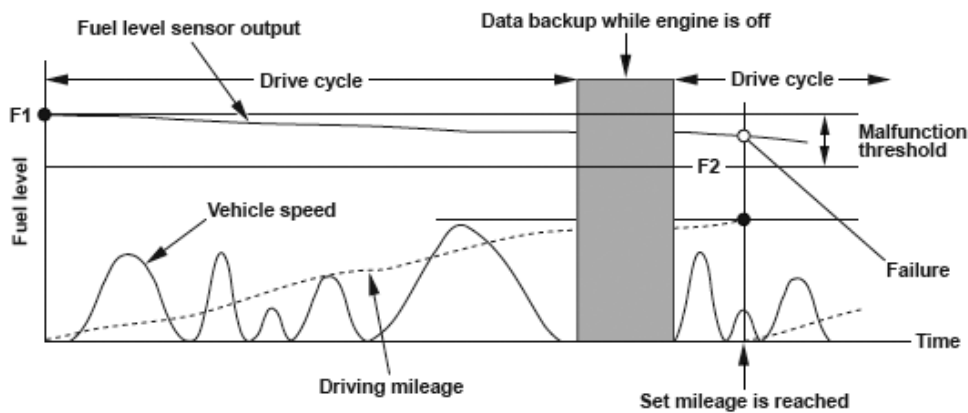 Data backup while engine is off
Fuel level sensor output
Drive cycle
Drive cycle
F1
Malfunction
threshold
F2
Fuel level
Vehicle speed
Failure
Time
Driving mileage
Set mileage is reached